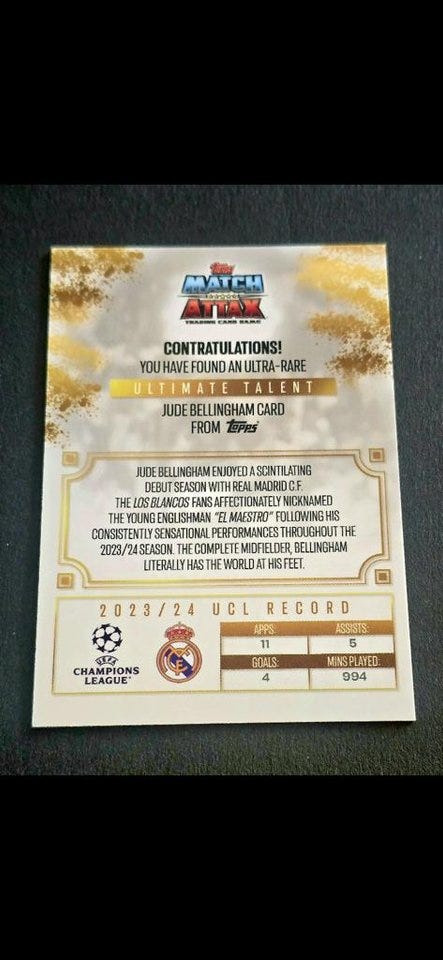 Topps
MATCH
ATTAX
TRADING CARD GAME
CONTRATULATIONS!
YOU HAVE FOUND AN ULTRA-RARE
ULTIMATE TALENT
JUDE BELLINGHAM CARD
FROM Topps
JUDE BELLINGHAM ENJOYED A SCINTILATING
DEBUT SEASON WITH REAL MADRID C.F.
THE LOS BLANCOS FANS AFFECTIONATELY NICKNAMED
THE YOUNG ENGLISHMAN "EL MAESTRO" FOLLOWING HIS
CONSISTENTLY SENSATIONAL PERFORMANCES THROUGHOUT THE
2023/24 SEASON. THE COMPLETE MIDFIELDER, BELLINGHAM
LITERALLY HAS THE WORLD AT HIS FEET.
2023/24 UCL RECORD
UEFA
CHAMPIONS
LEAGUE
APPS: ASSISTS:
11 5
GOALS: MINS PLAYED:
4 994